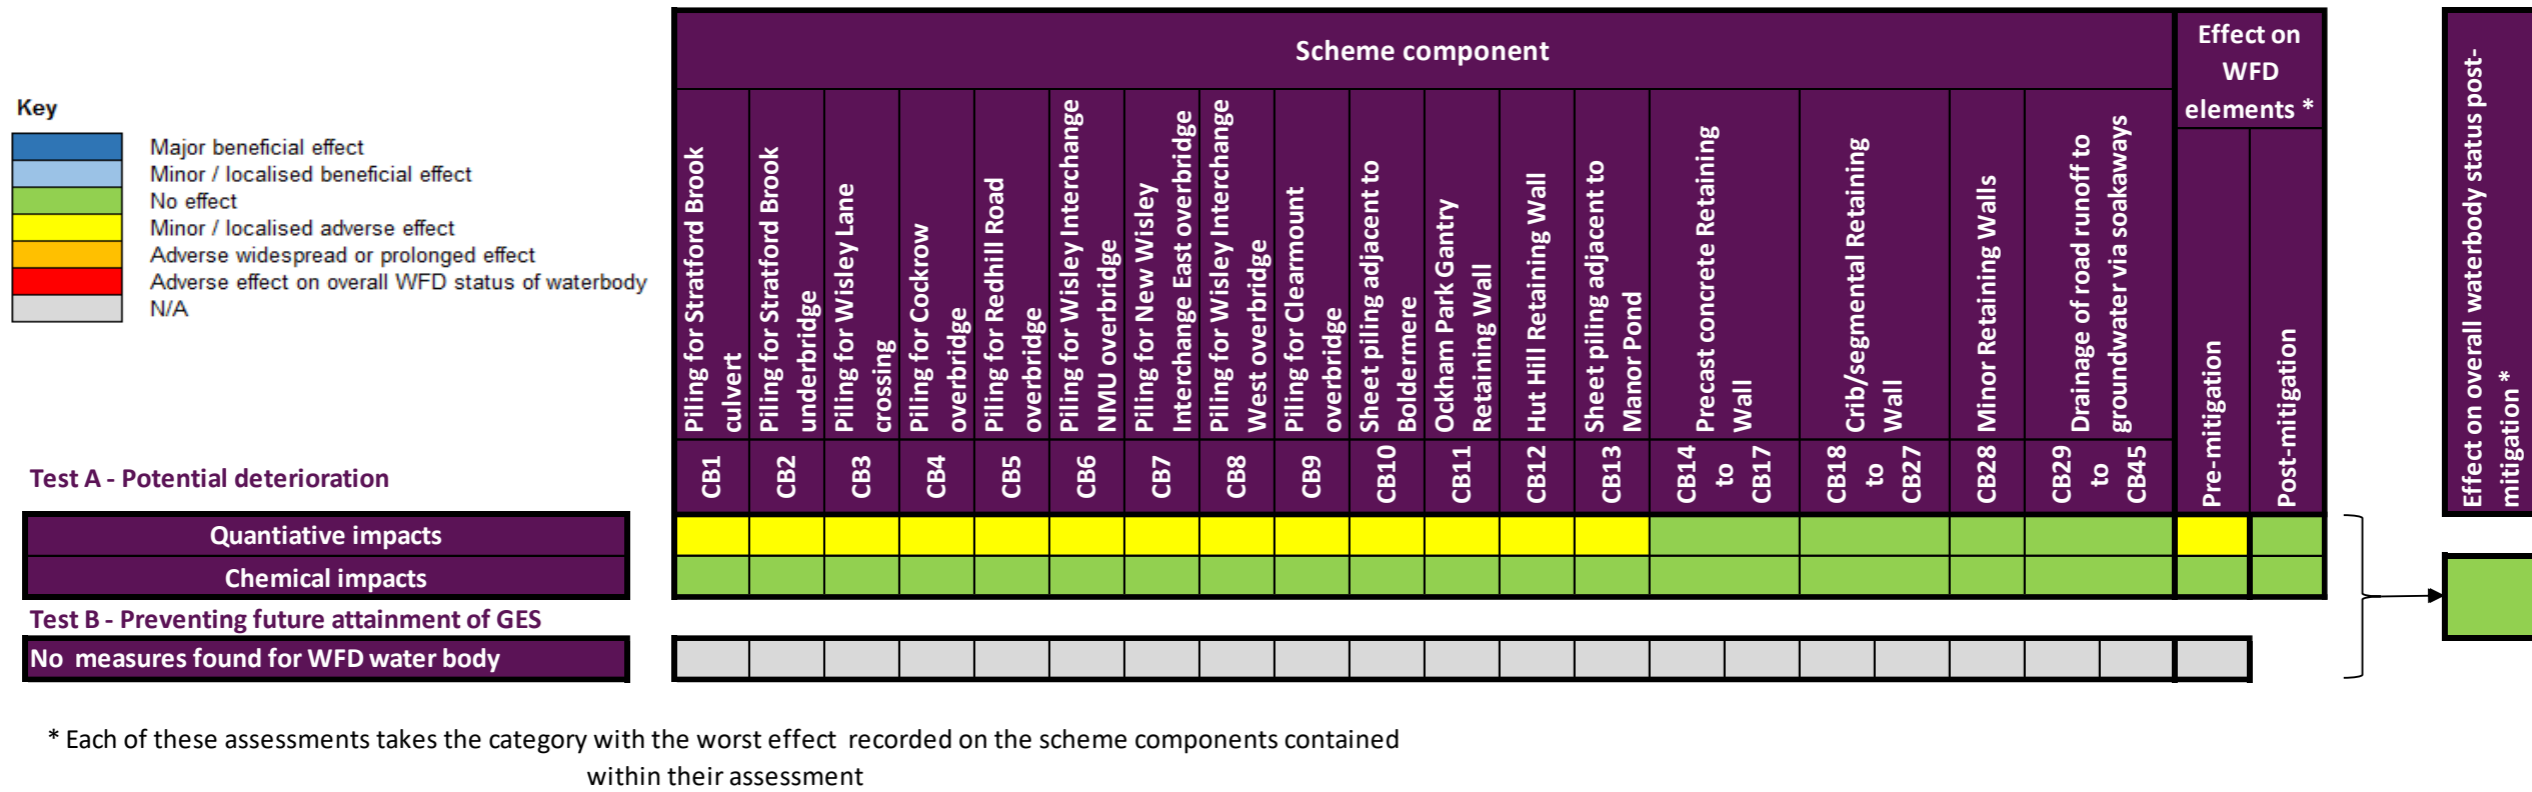 Key
Major beneficial effect
Minor / localised beneficial effect
No effect
Minor / localised adverse effect
Adverse widespread or prolonged effect
Adverse effect on overall WFD status of waterbody
N/A
Scheme component
Effect on
WFD
elements *
Piling for Stratford Brook
culvert
Piling for Stratford Brook
underbridge
Piling for Wisley Lane
crossing
Piling for Cockrow
overbridge
Piling for Redhill Road
overbridge
Piling for Wisley Interchange
NMU overbridge
Piling for New Wisley
Interchange East overbridge
Piling for Wisley Interchange
West overbridge
Piling for Clearmount
overbridge
Sheet piling adjacent to
Boldermere
Ockham Park Gantry
Retaining Wall
Hut Hill Retaining Wall
Sheet piling adjacent to
Manor Pond
Precast concrete Retaining
Wall
Crib/segmental Retaining
Wall
Minor Retaining Walls
Drainage of road runoff to
groundwater via soakaways
Pre-mitigation
Post-mitigation
Effect on overall waterbody status post-
mitigation *
Test A - Potential deterioration
CB1
CB2
CB3
CB4
CB5
CB6
CB7
CB8
CB9
CB10
CB11
CB12
CB13
CB14
to
CB17
CB18
to
CB27
CB28
CB29
to
CB45
Quantiative impacts
Chemical impacts
Test B - Preventing future attainment of GES
No measures found for WFD water body
* Each of these assessments takes the category with the worst effect recorded on the scheme components contained
within their assessment